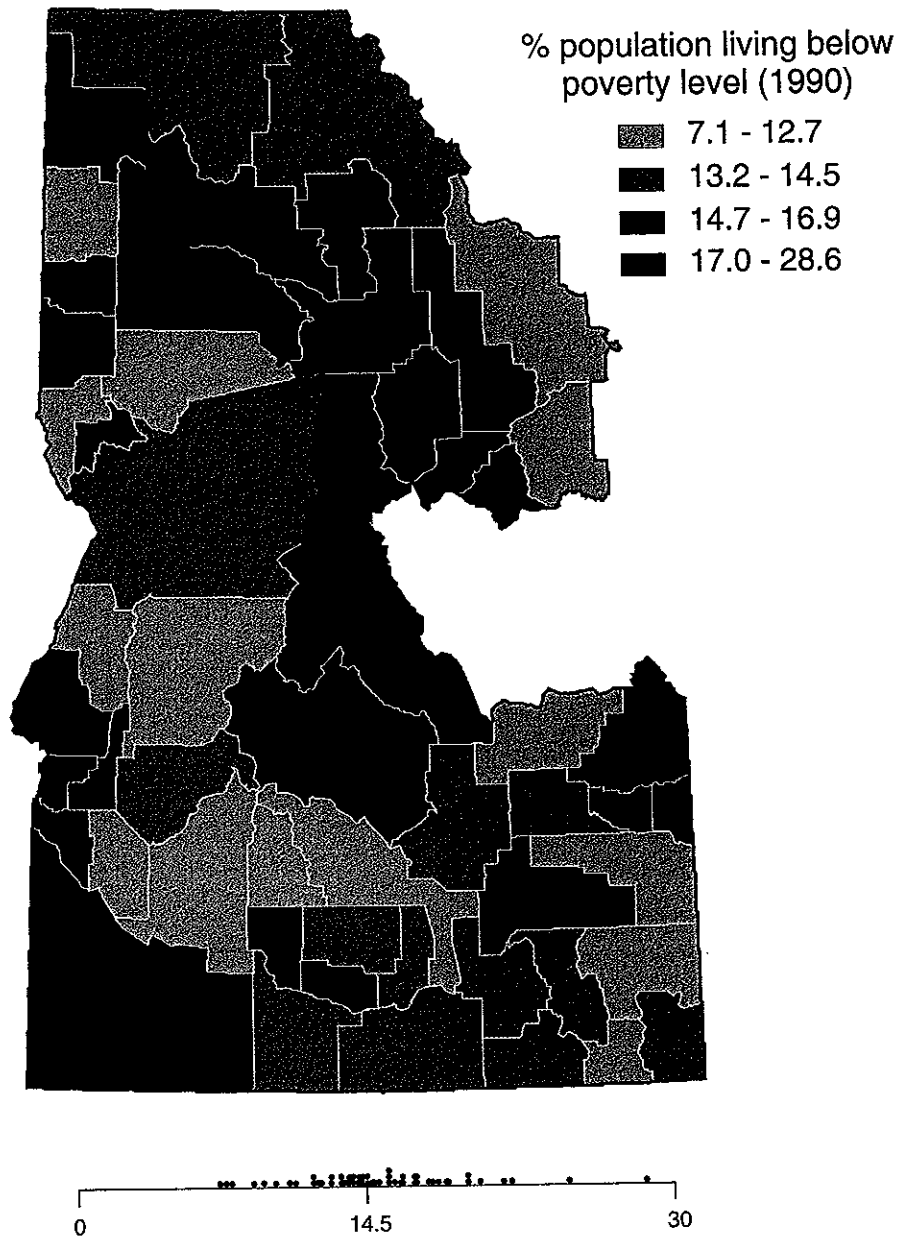 % population living below
poverty level (1990)
7.1 - 12.7
13.2 - 14.5
14.7 - 16.9
17.0 - 28.6
0 14.5 30